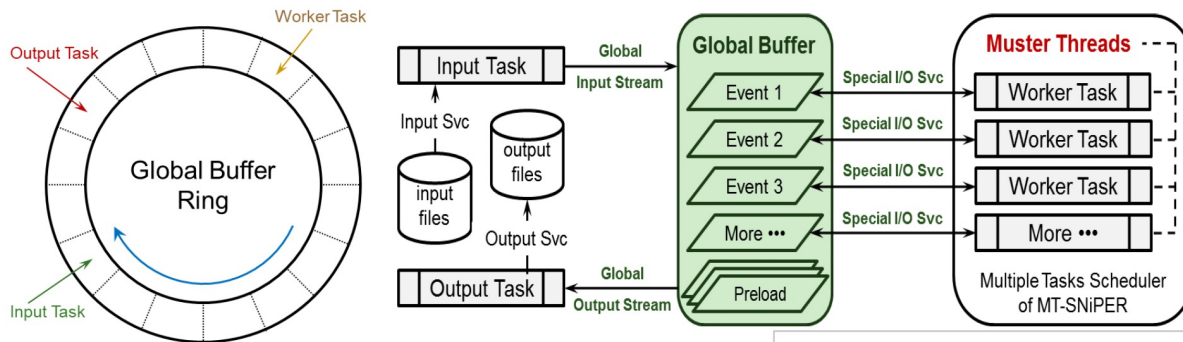 Worker Task
Output Task
Global Buffer
Ring
Input Task
Input Task
Global
Input Stream
Input Svc
input
files
output
files
Output Svc
Output Task
Global
Output Stream
Global Buffer
Event 1
Event 2
Event 3
More •••
Preload
Special I/O Svc
Special I/O Svc
Special I/O Svc
Special I/O Svc
Muster Threads
Worker Task
Worker Task
Worker Task
More •••
Multiple Tasks Scheduler
of MT-SNiPER